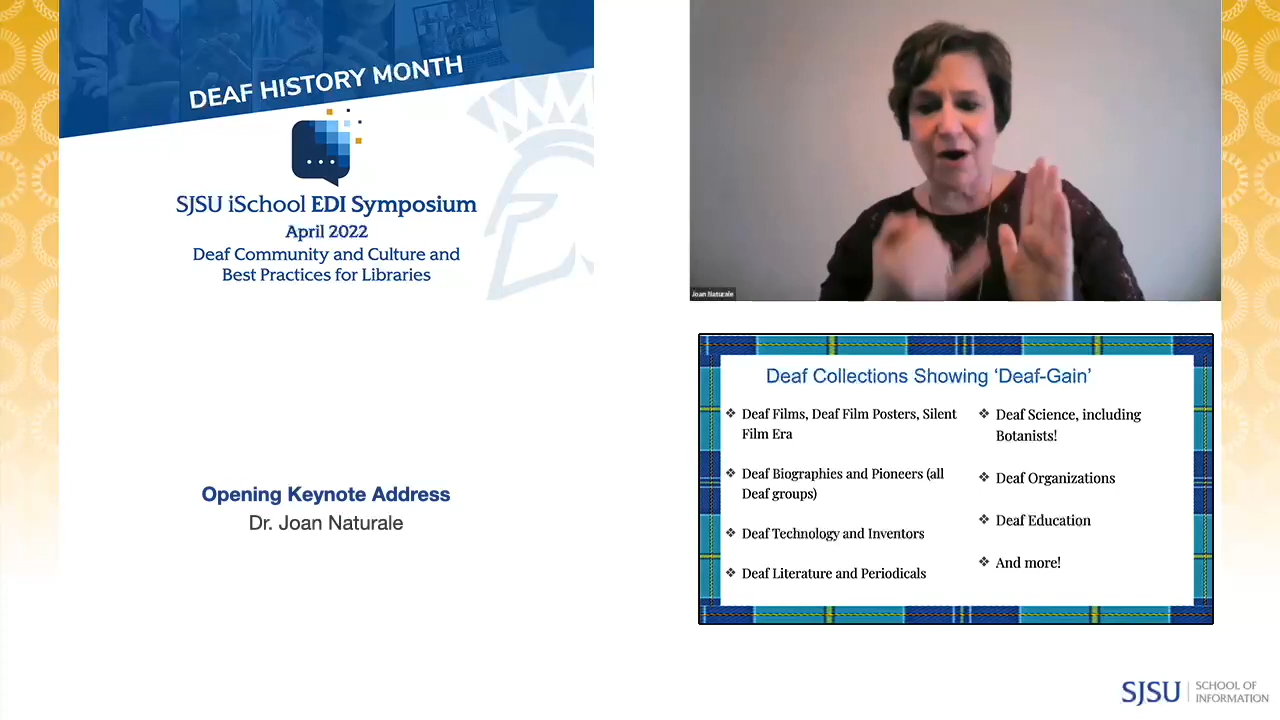 DEAF HISTORY MONTH
SJSU iSchool EDI Symposium
April 2022
Deaf Community and Culture and
Best Practices for Libraries
Opening Keynote Address
Dr. Joan Naturale
Joan Naturale
Deaf Collections Showing ‘Deaf-Gain’
❖ Deaf Films, Deaf Film Posters, Silent
Film Era
❖ Deaf Biographies and Pioneers (all
Deaf groups)
❖ Deaf Technology and Inventors
❖ Deaf Literature and Periodicals
❖ Deaf Science, including
Botanists!
❖ Deaf Organizations
❖ Deaf Education
❖ And more!
SJSU
SCHOOL OF
INFORMATION